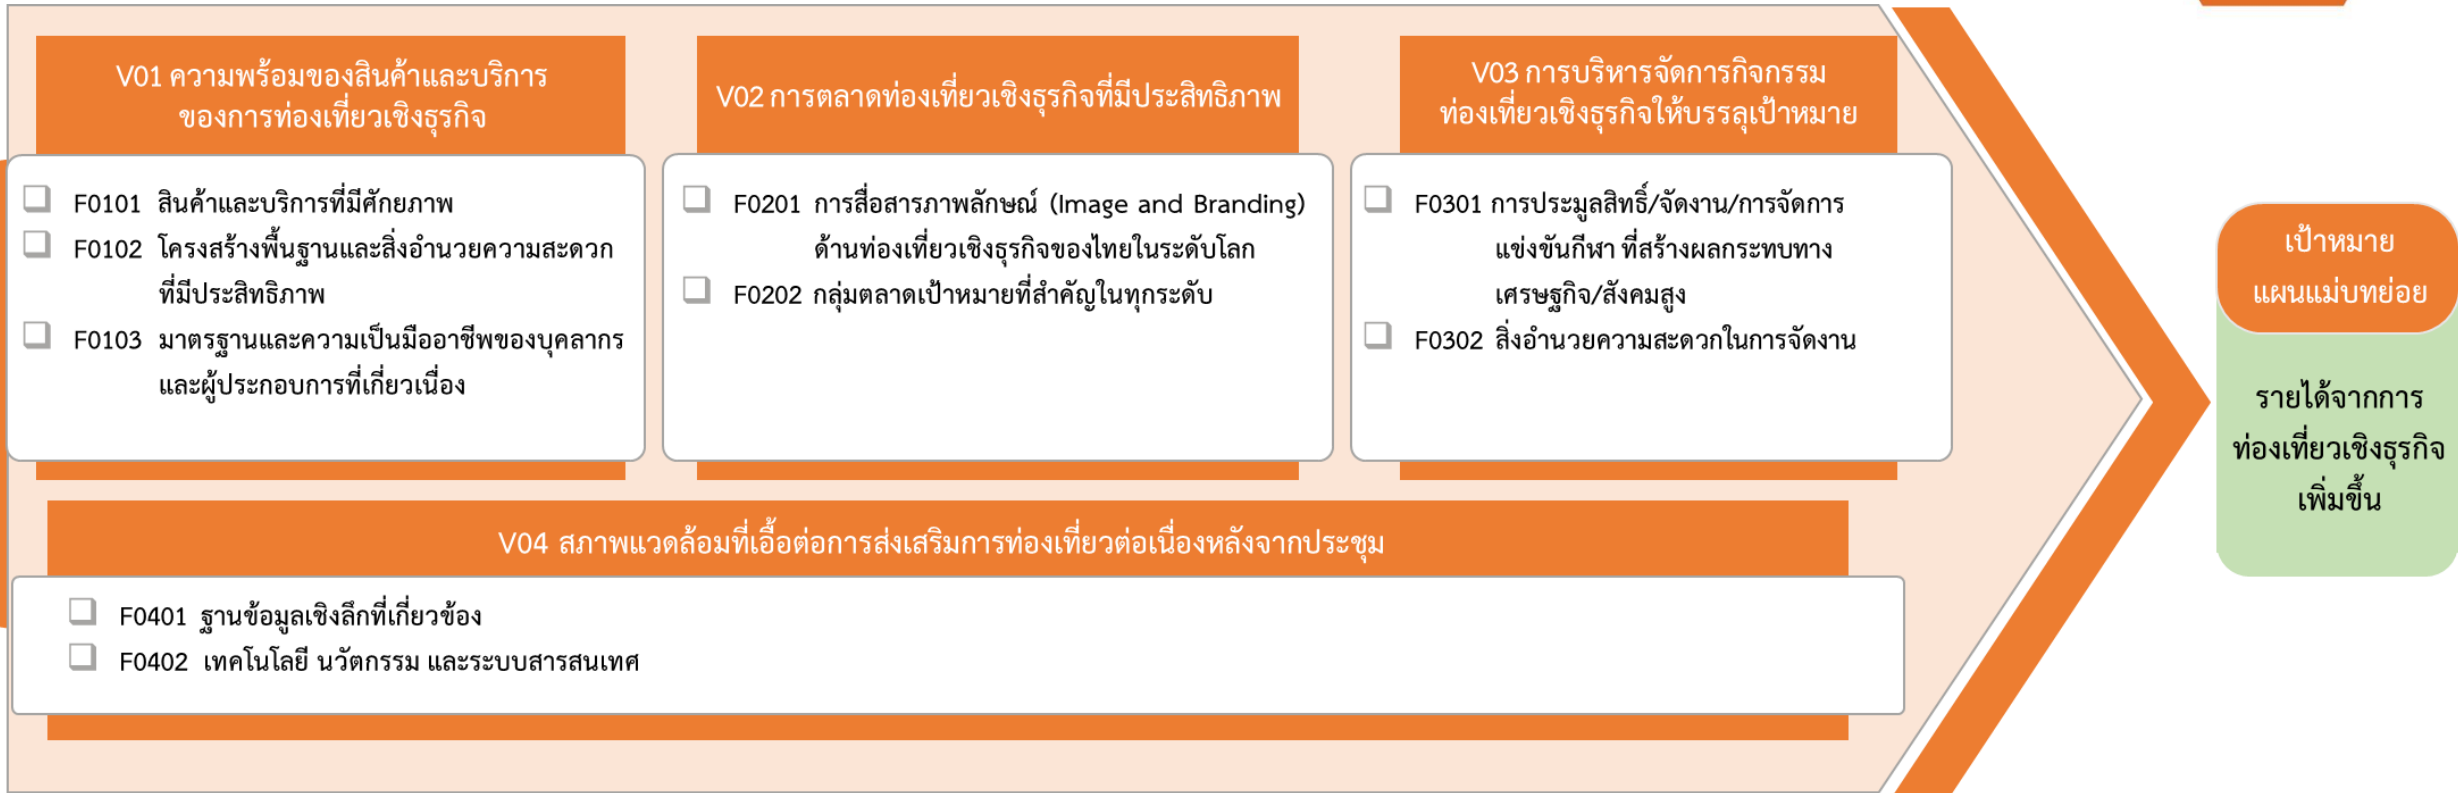 V01 ความพร้อมของสินค้าและบริการ
ของการท่องเที่ยวเชิงธุรกิจ
F0101 สินค้าและบริการที่มีศักยภาพ
F0102 โครงสร้างพื้นฐานและสิ่งอำนวยความสะดวก
ที่มีประสิทธิภาพ
F0103 มาตรฐานและความเป็นมืออาชีพของบุคลากร
และผู้ประกอบการที่เกี่ยวเนื่อง
V02 การตลาดท่องเที่ยวเชิงธุรกิจที่มีประสิทธิภาพ
F0201 การสื่อสารภาพลักษณ์ (Image and Branding)
ด้านท่องเที่ยวเชิงธุรกิจของไทยในระดับโลก
F0202 กลุ่มตลาดเป้าหมายที่สำคัญในทุกระดับ
V03 การบริหารจัดการกิจกรรม
ท่องเที่ยวเชิงธุรกิจให้บรรลุเป้าหมาย
F0301 การประมูลสิทธิ์/จัดงาน/การจัดการ
แข่งขันกีฬา ที่สร้างผลกระทบทาง
เศรษฐกิจ/สังคมสูง
F0302 สิ่งอำนวยความสะดวกในการจัดงาน
V04 สภาพแวดล้อมที่เอื้อต่อการส่งเสริมการท่องเที่ยวต่อเนื่องหลังจากประชุม
F0401 ฐานข้อมูลเชิงลึกที่เกี่ยวข้อง
F0402 เทคโนโลยี นวัตกรรม และระบบสารสนเทศ
เป้าหมาย
แผนแม่บทย่อย
รายได้จากการ
ท่องเที่ยวเชิงธุรกิจ
เพิ่มขึ้น